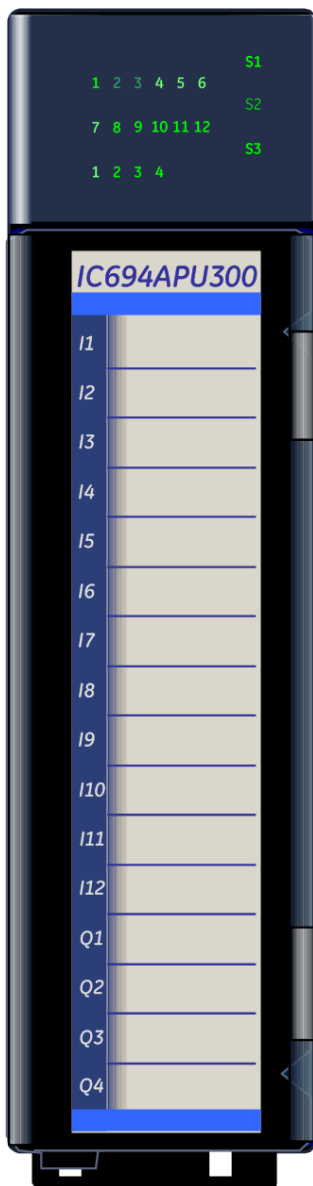 S1
1 2 3 4 5 6
S2
7 8 9 10 11 12
S3
1 2 3 4
IC694APU300
I1
I2
I3
I4
I5
I6
I7
I8
I9
I10
I11
I12
Q1
Q2
Q3
Q4